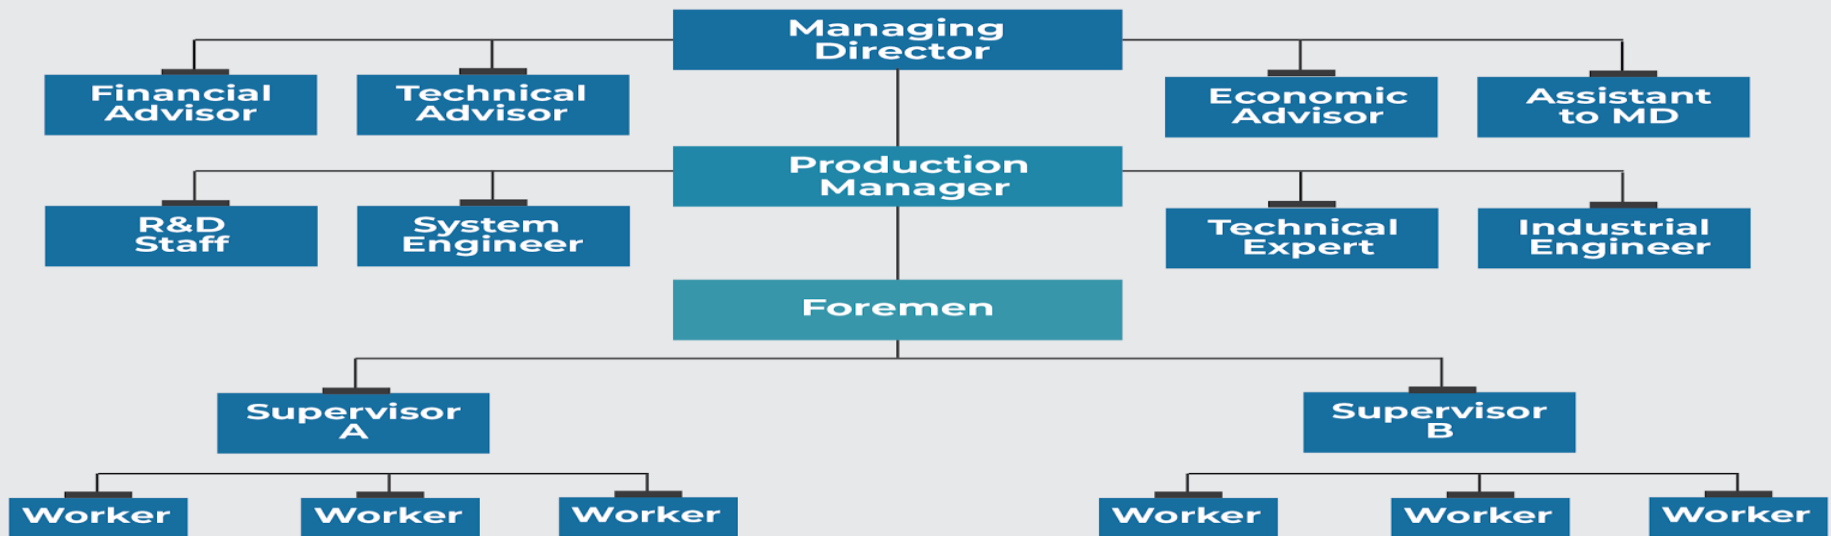 Managing
Director
Financial
Advisor
Technical
Advisor
Economic
Advisor
Assistant
to MD
Production
Manager
R&D
Staff
System
Engineer
Technical
Expert
Industrial
Engineer
Foremen
Supervisor
A
Supervisor
B
Worker
Worker
Worker
Worker
Worker
Worker